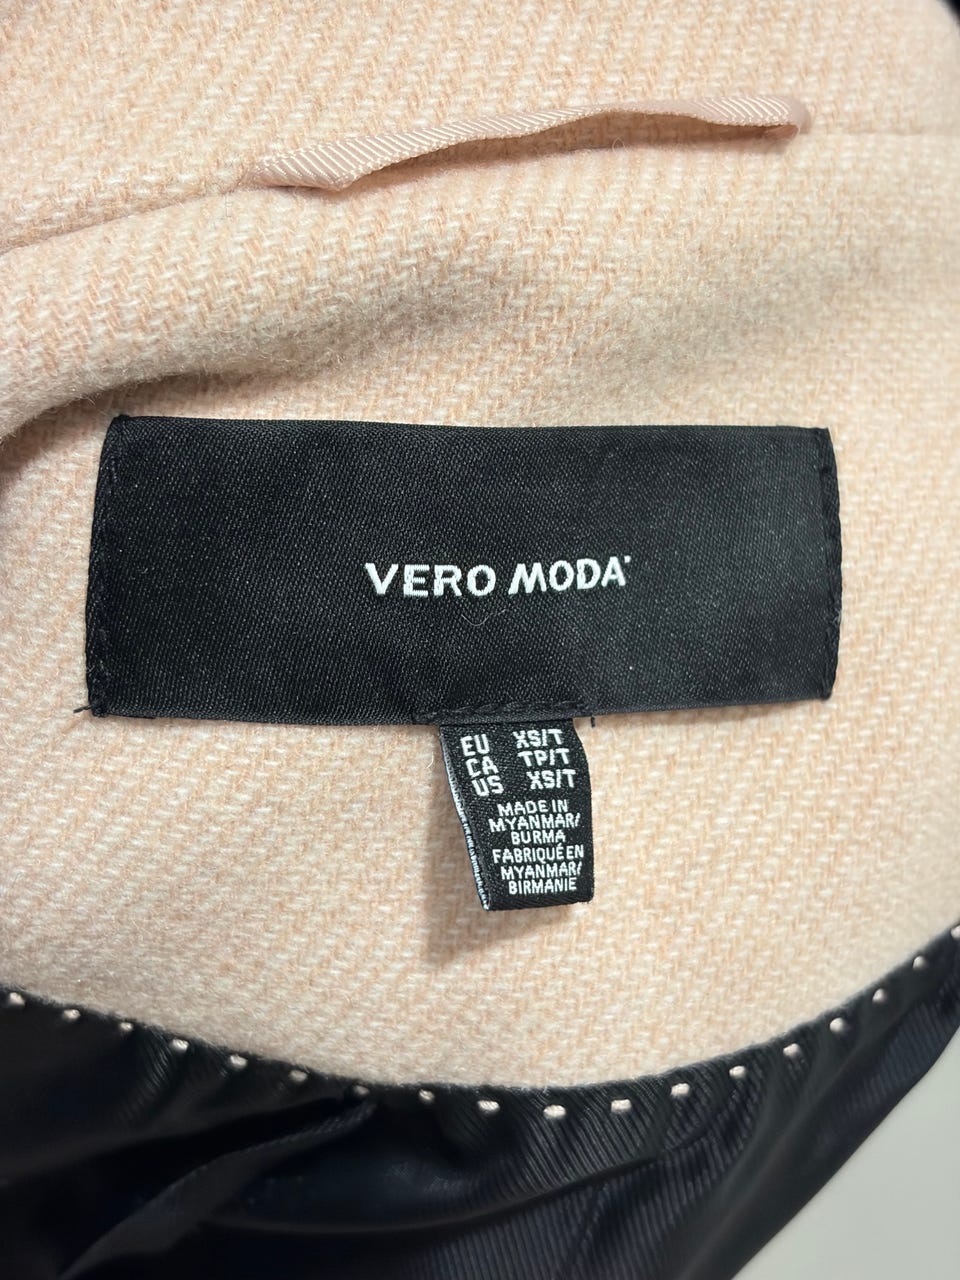 VERO MODA
EU XS/T
CA TP/T
US XS/T
MADE IN
MYANMAR/
BURMA
FABRIQUÉ EN
MYANMAR/
BIRMANIE